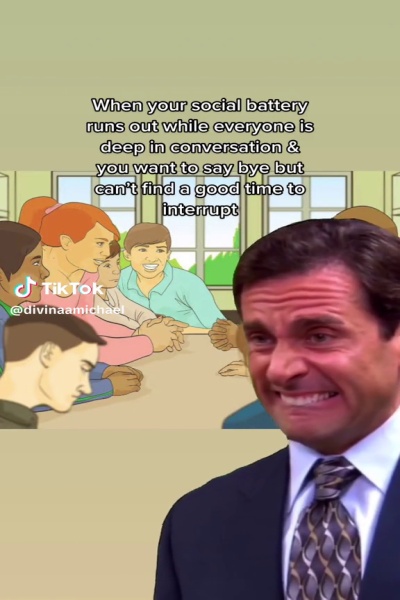 When your social battery
runs out while everyone is
deep in conversation &
you want to say bye but
can't find a good time to
interrupt
TikTok
@divinaamichael